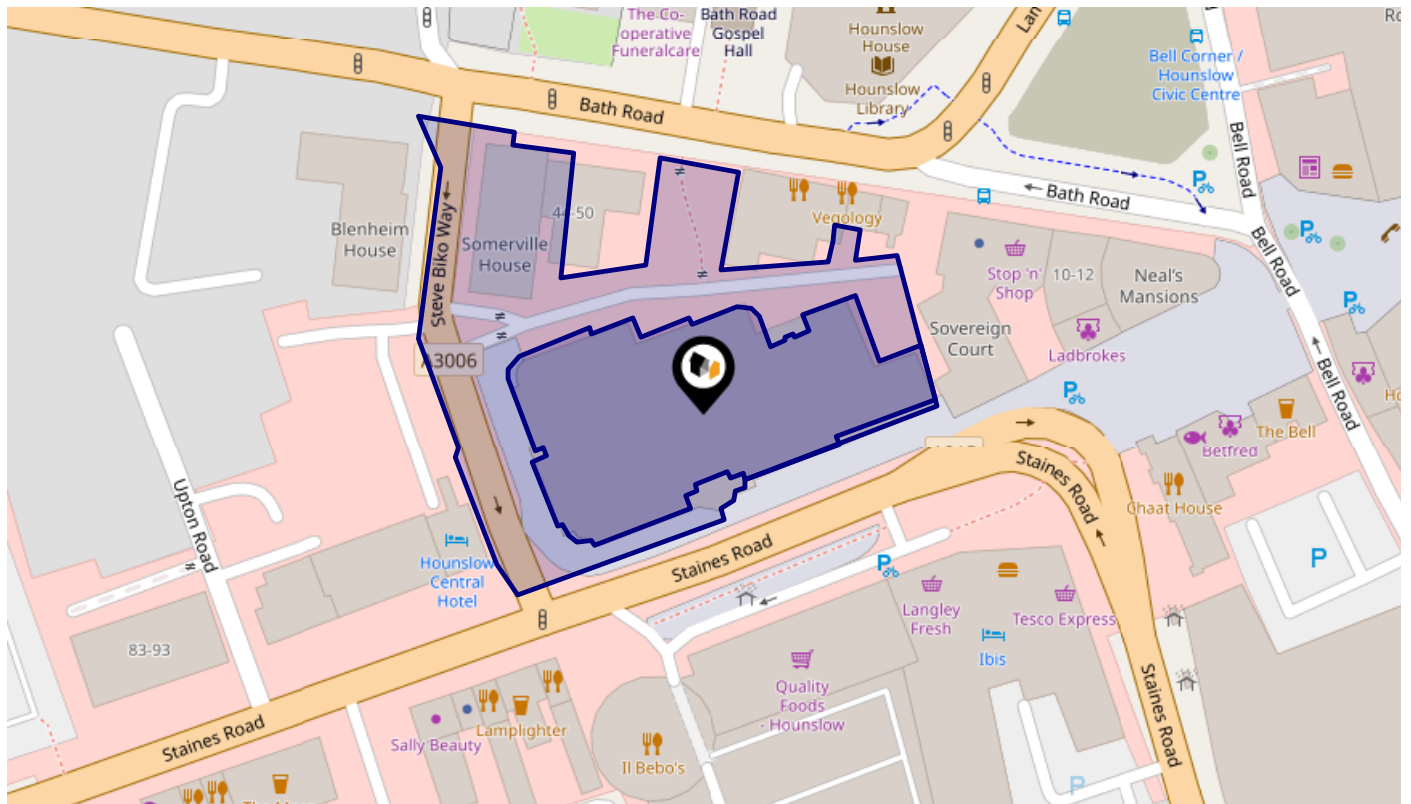 The Co-
operative
Funeralcare
Bath Road
Gospel
Hall
Hounslow
House
Hounslow
Library
Bell Corner /
Hounslow
Civic Centre
Bath Road
Bath Road
Bell Road
Bell Road
Bell Road
Blenheim
House
Steve Biko Way
Somerville
House
44-50
Vegology
Stop 'n'
Shop
10-12
Neal's
Mansions
Sovereign
Court
Ladbrokes
A3006
Betfred
The Bell
Chaat House
P
P
P
P
P
P
P
Upton Road
Hounslow
Central
Hotel
Staines Road
Staines Road
Staines Road
Staines Road
83-93
Langley
Fresh
Tesco Express
Ibis
Quality
Foods
- Hounslow
Sally Beauty
Lamplighter
Il Bebo's